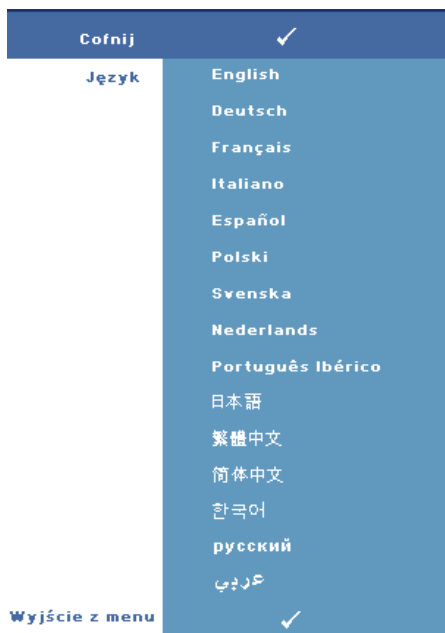 Cofnij
Język
English
Deutsch
Français
Italiano
Español
Polski
Svenska
Nederlands
Português Ibérico
日本語
繁體中文
简体中文
한국어
русский
عربي
Wyjście z menu